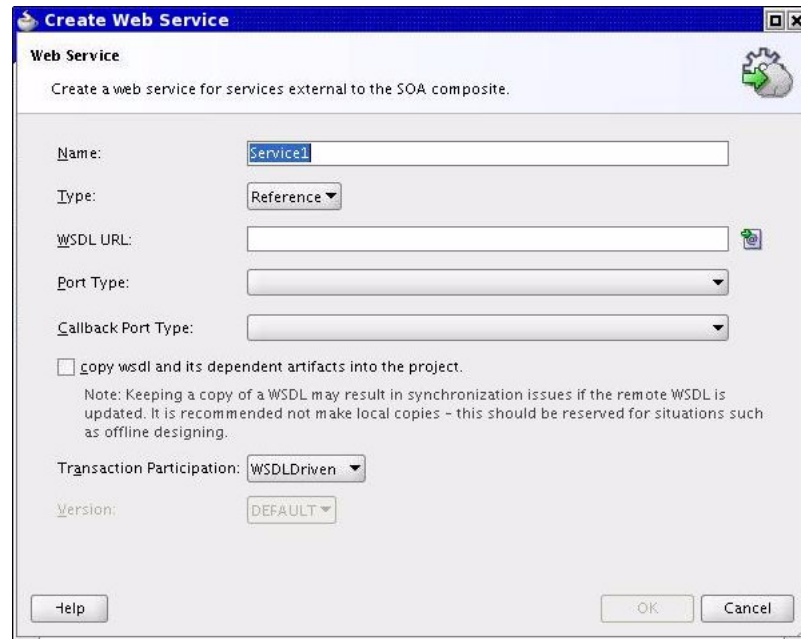 Create Web Service
Web Service
Create a web service for services external to the SOA composite.
Name: Service1
Type: Reference
WSDL URL:
Port Type:
Callback Port Type:
copy wsdl and its dependent artifacts into the project.
Note: Keeping a copy of a WSDL may result in synchronization issues if the remote WSDL is
updated. It is recommended not make local copies - this should be reserved for situations such
as offline designing.
Transaction Participation: WSDLDriven
Version: DEFAULT
Help OK Cancel